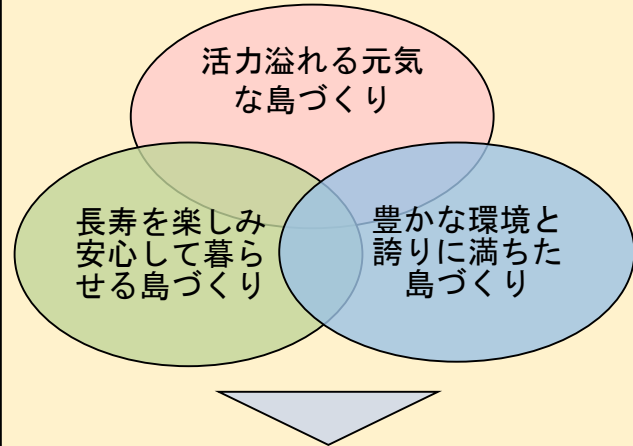 活力溢れる元気
な島づくり
長寿を楽しみ
安心して暮ら
せる島づくり
豊かな環境と
誇りに満ちた
島づくり